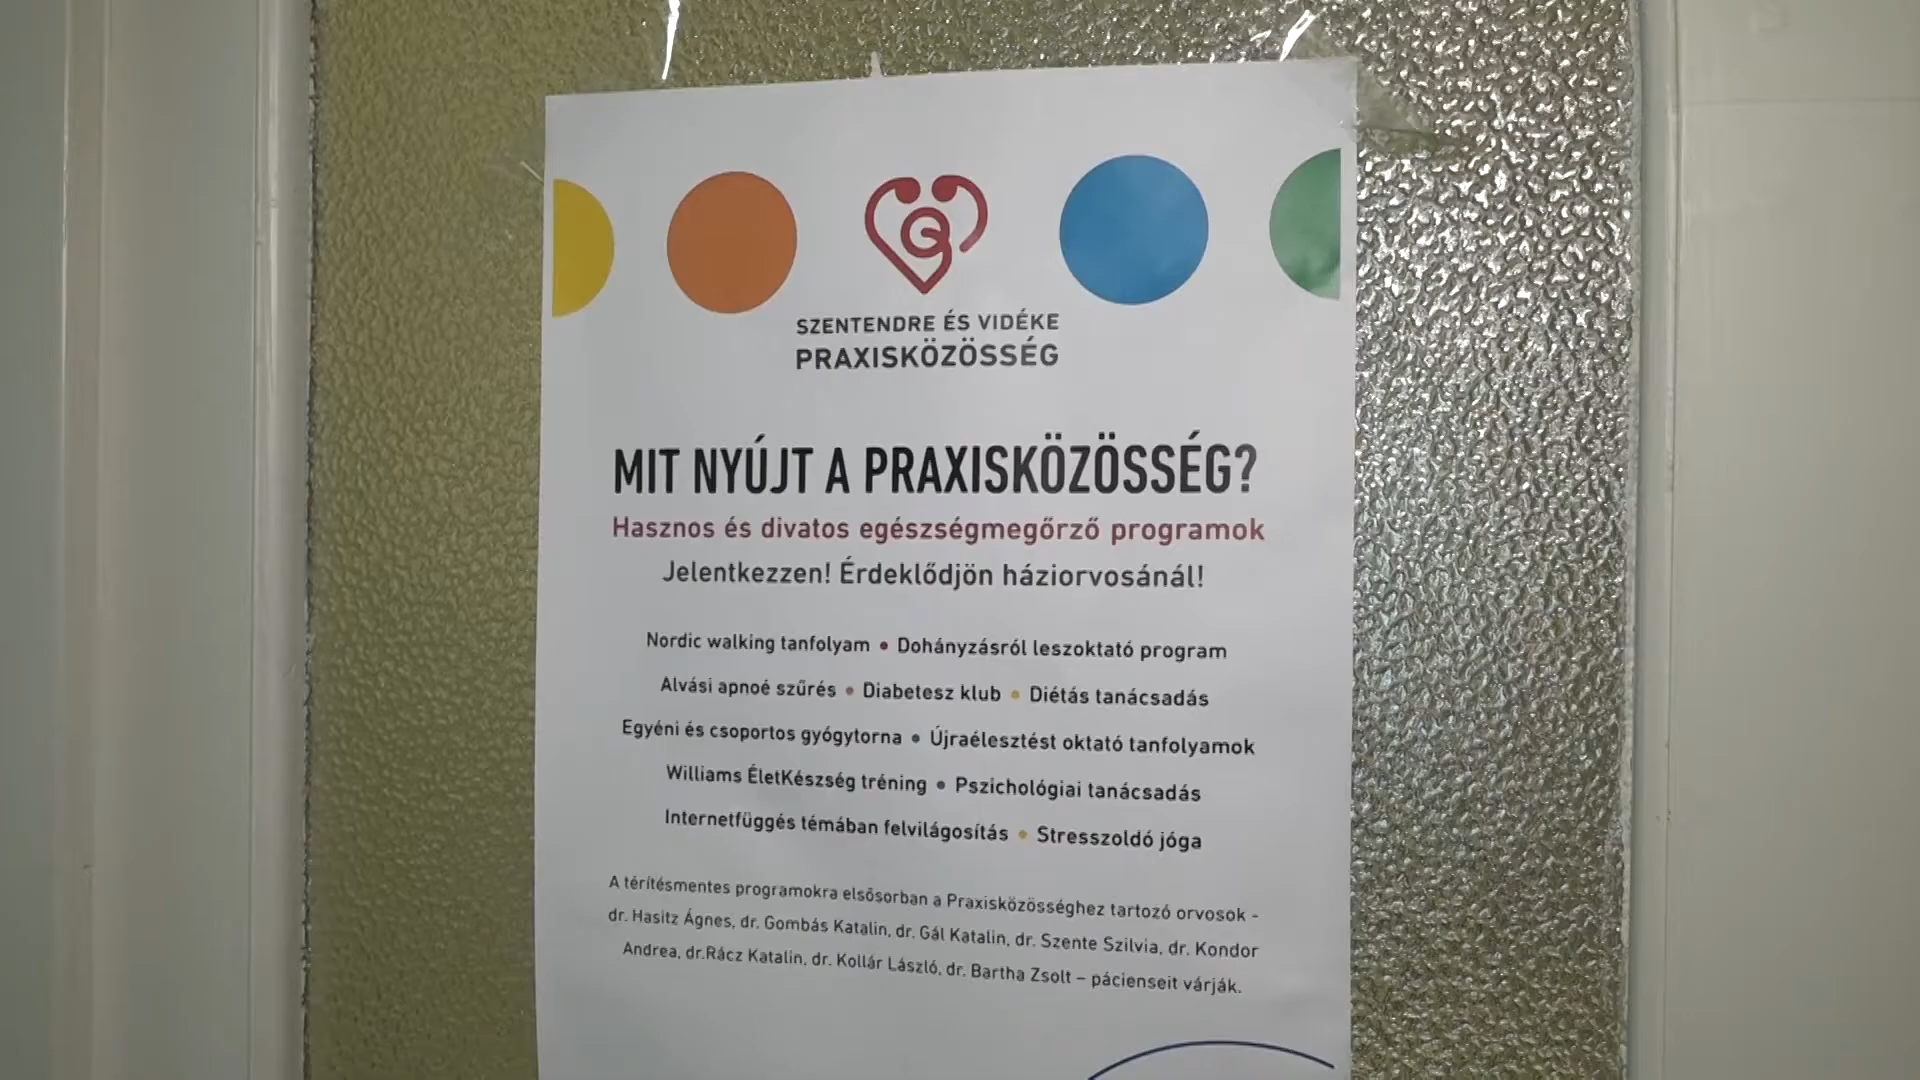 SZENTENDRE ÉS VIDÉKE
PRAXISKÖZÖSSÉG
MIT NYÚJT A PRAXISKÖZÖSSÉG?
Hasznos és divatos egészségmegőrző programok
Jelentkezzen! Érdeklődjön háziorvosánál!
Nordic walking tanfolyam • Dohányzásról leszoktató program
Alvási apnoé szűrés • Diabetesz klub • Diétás tanácsadás
Egyéni és csoportos gyógytorna • Újraélesztést oktató tanfolyamok
Williams ÉletKészség tréning • Pszichológiai tanácsadás
Internetfüggés témában felvilágosítás • Stresszoldó jóga
A térítésmentes programokra elsősorban a Praxisközösséghez tartozó orvosok -
dr. Hasitz Ágnes, dr. Gombás Katalin, dr. Gál Katalin, dr. Szente Szilvia, dr. Kondor
Andrea, dr.Rácz Katalin, dr. Kollár László, dr. Bartha Zsolt – pácienseit várják.